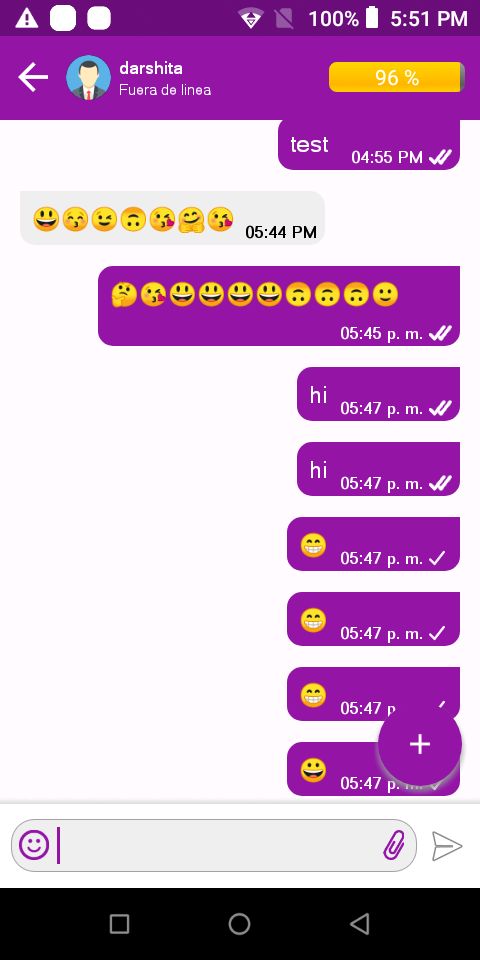 100% 5:51 PM
darshita
Fuera de linea
96 %
test 04:55 PM
😃😚😉🙃😘🤗😘 05:44 PM
🤔😘😃😃😃😃🙃🙃🙃🙂
05:45 p. m.
hi 05:47 p. m.
hi 05:47 p. m.
😁 05:47 p. m.
😁 05:47 p. m.
😁 05:47 p
😀 05:47 p.